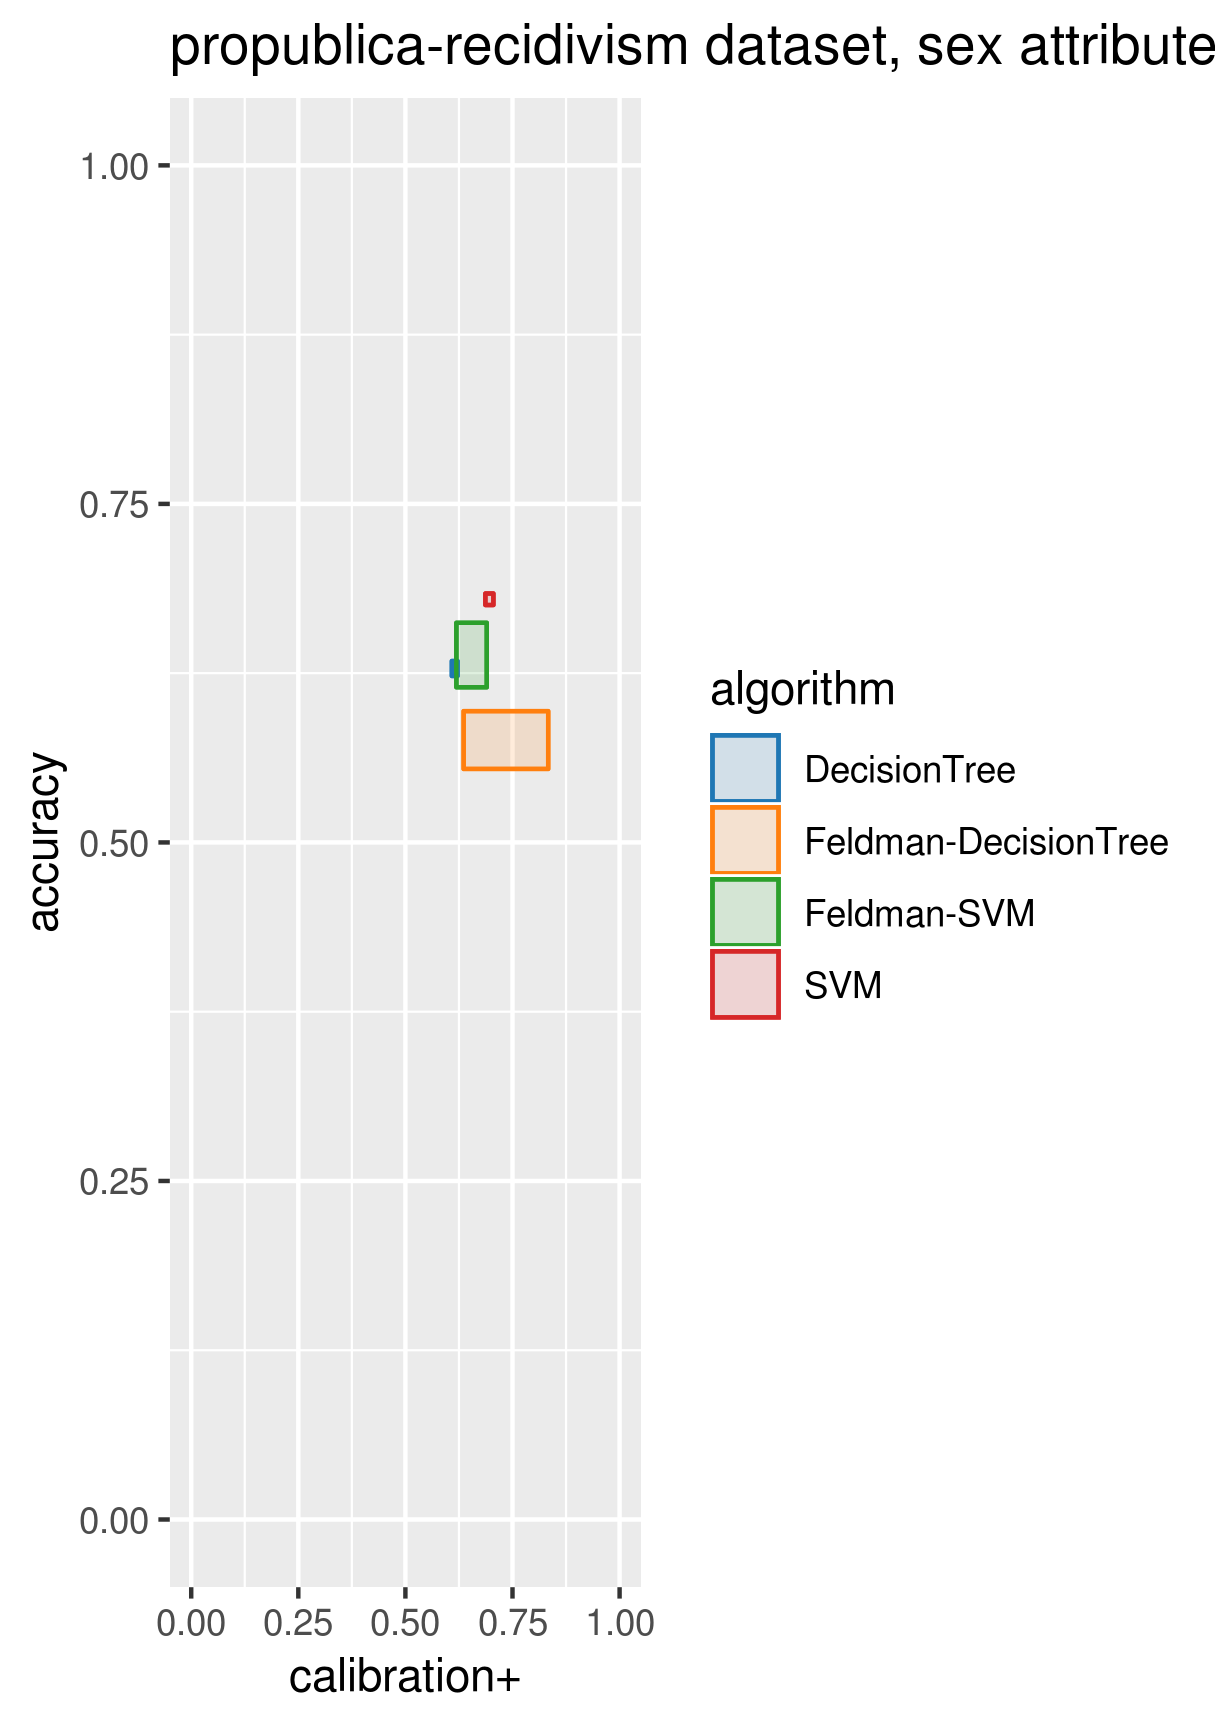 propublica-recidivism dataset, sex attribute
1.00
0.75
0.50
0.25
0.00
accuracy
0.00 0.25 0.50 0.75 1.00
calibration+
algorithm
DecisionTree
Feldman-DecisionTree
Feldman-SVM
SVM